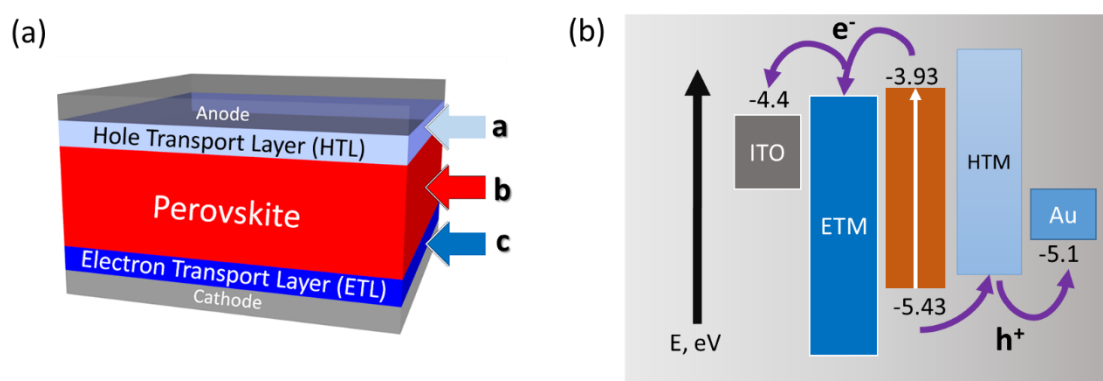 (a)
Anode
Hole Transport Layer (HTL)
Perovskite
Electron Transport Layer (ETL)
Cathode
a
b
c
(b)
e-
-3.93
-4.4
ITO
ETM
HTM
Au
-5.1
-5.43
E, eV
h+